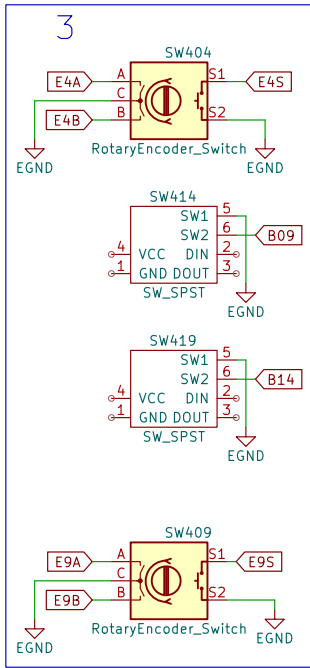 3
SW404
E4A A S1 E4S
C
E4B B S2
EGND EGND
RotaryEncoder_Switch
SW414
SW1 5
SW2 6 B09
4 VCC DIN 2
1 GND DOUT 3
SW_SPST
EGND
SW419
SW1 5
SW2 6 B14
4 VCC DIN 2
1 GND DOUT 3
SW_SPST
EGND
SW409
E9A A S1 E9S
C
E9B B S2
RotaryEncoder_Switch
EGND EGND